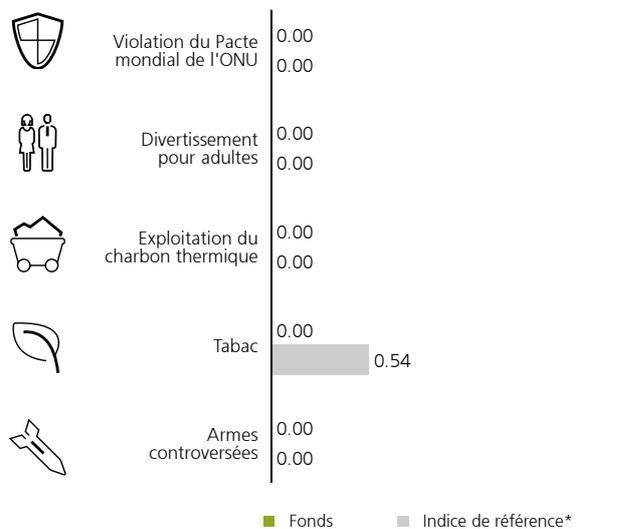 Violation du Pacte
mondial de l'ONU
0.00
0.00
Divertissement
pour adultes
0.00
0.00
Exploitation du
charbon thermique
0.00
0.00
Tabac
0.00
0.54
Armes
controversées
0.00
0.00
Fonds
Indice de référence*